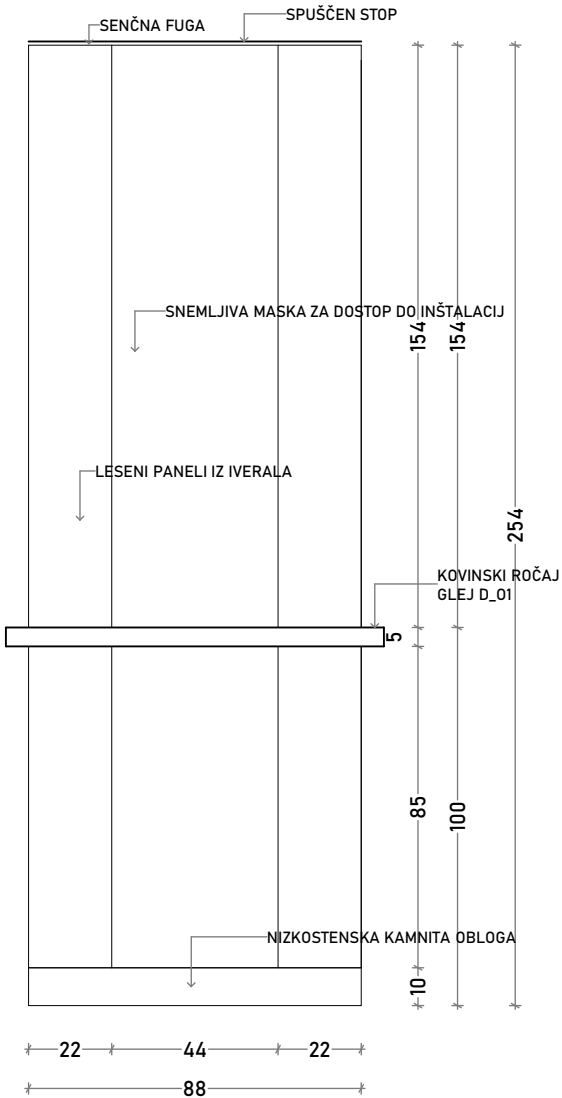 SPUŠČEN STOP
SENČNA FUGA
SNEMLJIVA MASKA ZA DOSTOP DO INŠTALACIJ
154
154
LESENI PANELI IZ IVERALA
254
KOVINSKI ROČAJ
GLEJ D_01
5
85
100
NIZKOSTENSKA KAMNITA OBLOGA
10
22
44
22
88